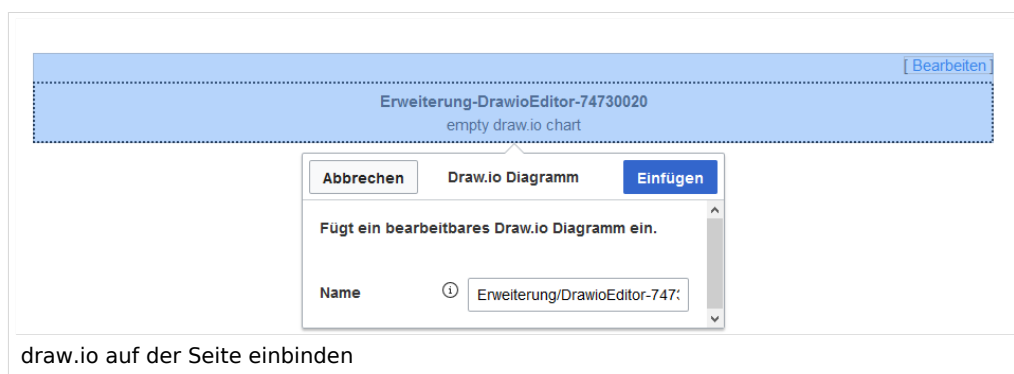 [ Bearbeiten ]
Erweiterung-DrawioEditor-74730020
empty draw.io chart
Abbrechen Draw.io Diagramm Einfügen
Fügt ein bearbeitbares Draw.io Diagramm ein.
Name Erweiterung/DrawioEditor-747
draw.io auf der Seite einbinden